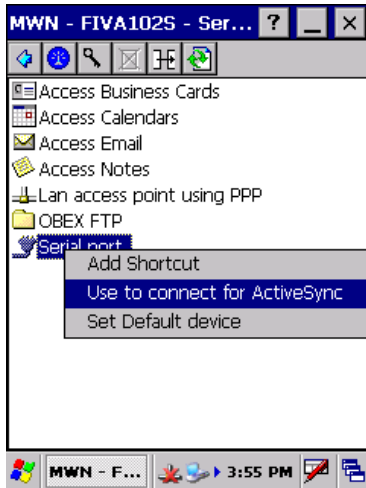 MWN - FIVA102S - Ser... ? _ ×
Access Business Cards
Access Calendars
Access Email
Access Notes
Lan access point using PPP
OBEX FTP
Serial port
Add Shortcut
Use to connect for ActiveSync
Set Default device
MWN - F... 3:55 PM